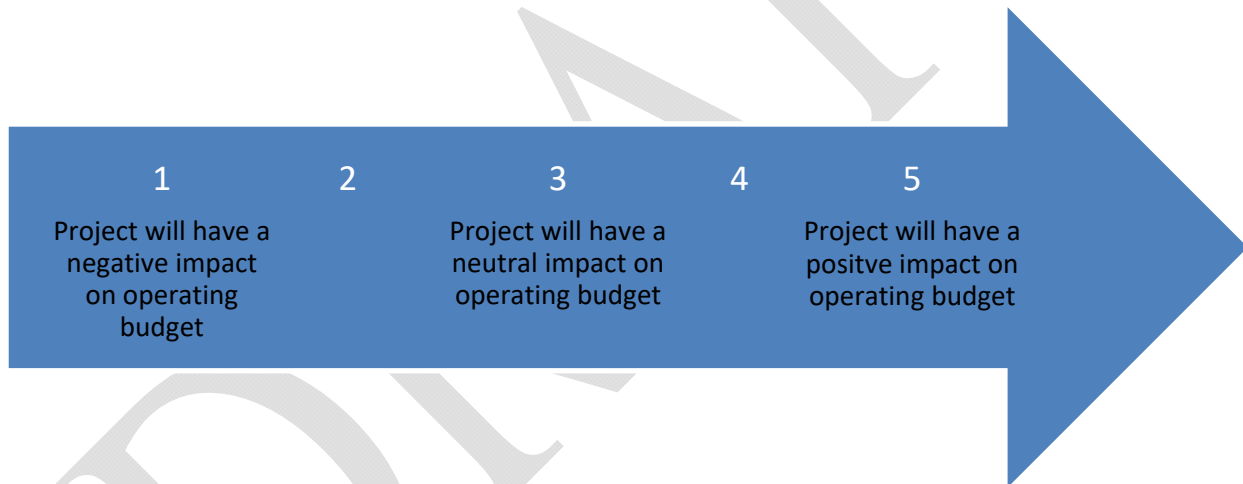 1 2 3 4 5
Project will have a
negative impact
on operating
budget
Project will have a
neutral impact on
operating budget
Project will have a
positve impact on
operating budget